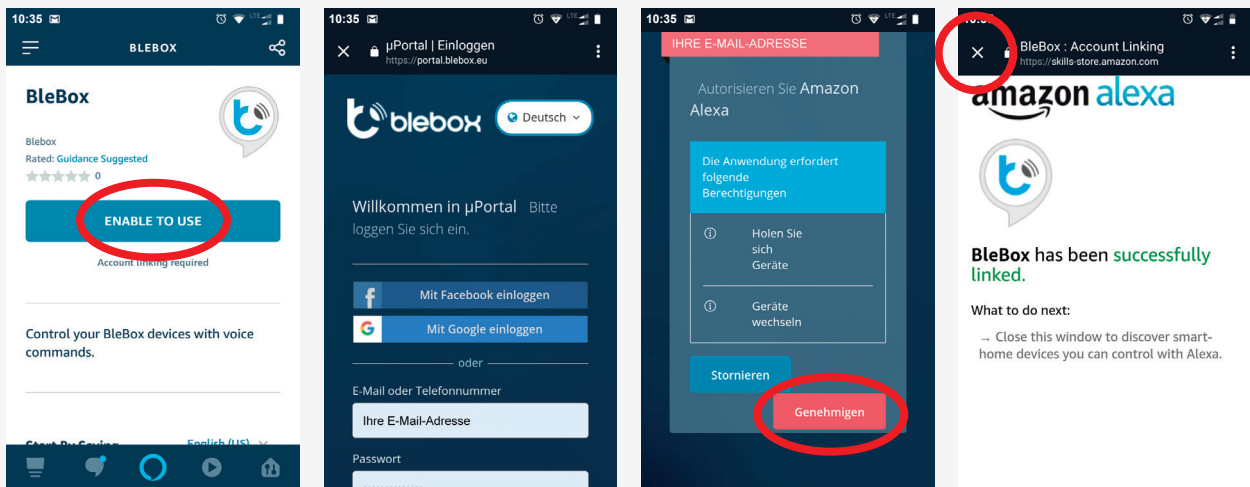 10:35
LTE
BLEBOX
BleBox
Blebox
Rated: Guidance Suggested
0
ENABLE TO USE
Account linking required
Control your BleBox devices with voice
commands.
English (US)
10:35
LTE
µPortal | Einloggen
https://portal.blebox.eu
blebox
Deutsch
Willkommen in µPortal Bitte
loggen Sie sich ein.
Mit Facebook einloggen
Mit Google einloggen
oder
E-Mail oder Telefonnummer
Ihre E-Mail-Adresse
Passwort
10:35
LTE
IHRE E-MAIL-ADRESSE
Autorisieren Sie Amazon
Alexa
Die Anwendung erfordert
folgende
Berechtigungen
Holen Sie
sich
Geräte
Geräte
wechseln
Stornieren
Genehmigen
BleBox : Account Linking
https://skills-store.amazon.com
amazon alexa
BleBox has been successfully
linked.
What to do next:
→ Close this window to discover smart-
home devices you can control with Alexa.